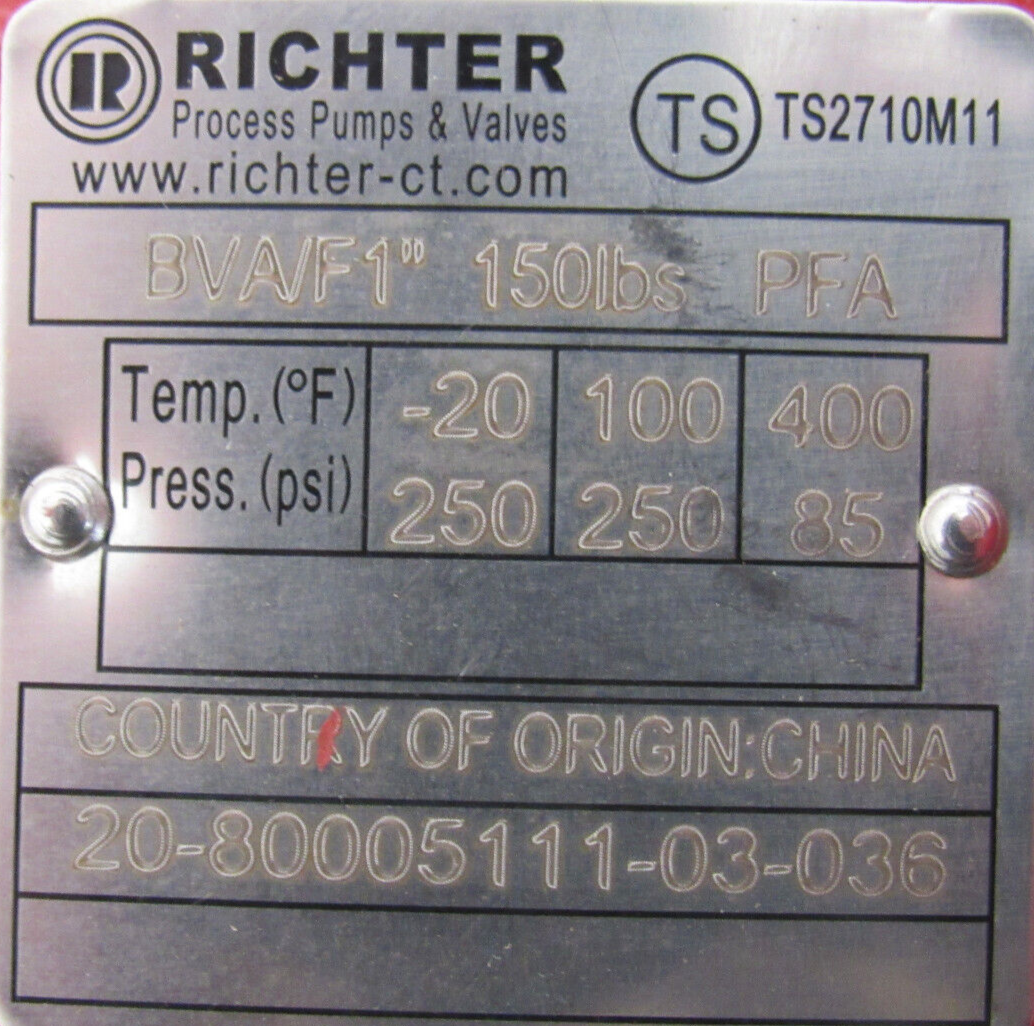 R RICHTER
Process Pumps & Valves
www.richter-ct.com
TS TS2710M11
BVA/F1" 150lbs PFA
Temp.(°F) -20 100 400
Press.(psi) 250 250 85
COUNTRY OF ORIGIN:CHINA
20-80005111-03-036